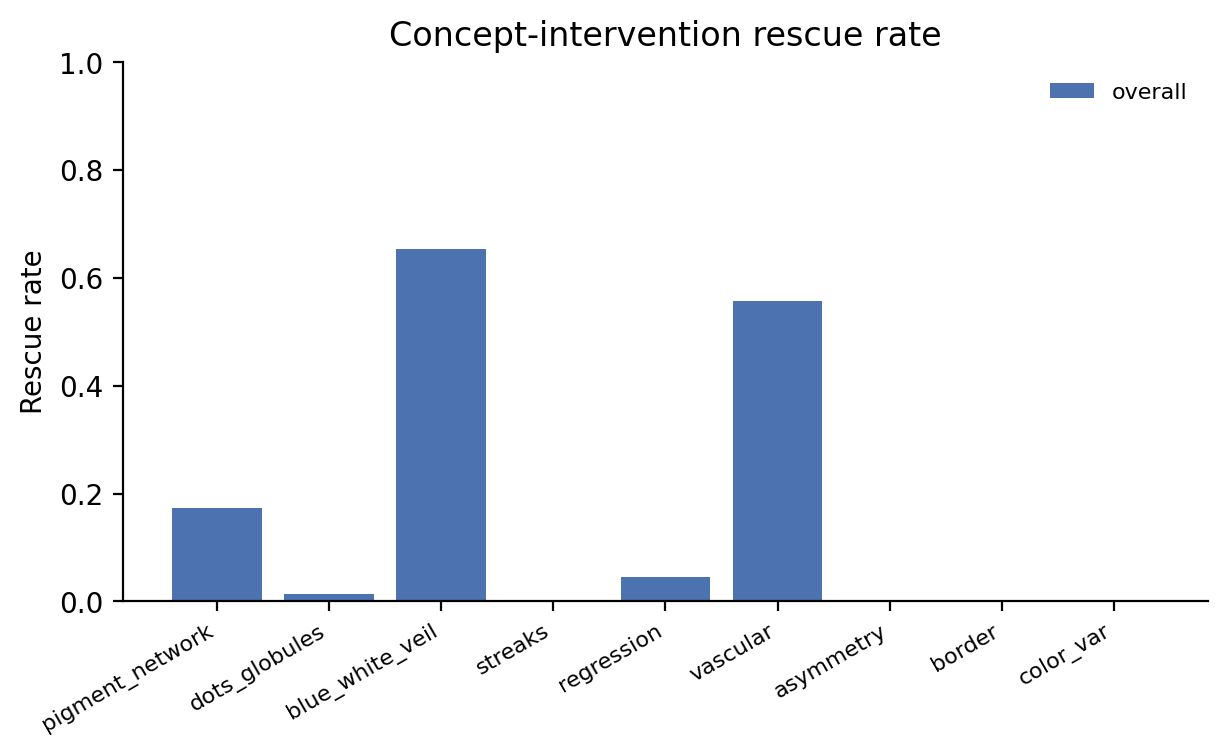 Concept-intervention rescue rate
overall
Rescue rate
1.0
0.8
0.6
0.4
0.2
0.0
pigment_network
dots_globules
blue_white_veil
streaks
regression
vascular
asymmetry
border
color_var